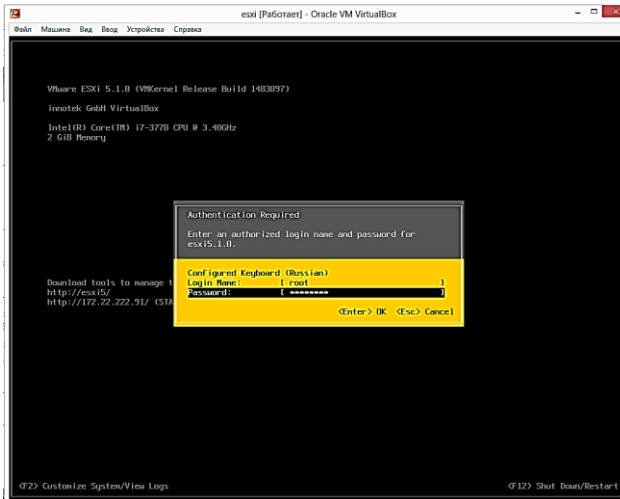 esxi [Работает] - Oracle VM VirtualBox
Файл Машина Вид Ввод Устройства Справка
VMware ESXi 5.1.0 (VMKernel Release Build 1483097)
innotek GmbH VirtualBox
Intel(R) Core(TM) i7-3770 CPU @ 3.40GHz
2 GiB Memory
Authentication Required
Enter an authorized login name and password for
esxi5.1.0.
Configured Keyboard (Russian)
Login Name: [ root ]
Password: [ ******** ]
<Enter> OK <Esc> Cancel
Download tools to manage t
http://esxi5/
http://172.22.222.91/ (STA
<F2> Customize System/View Logs
<F12> Shut Down/Restart